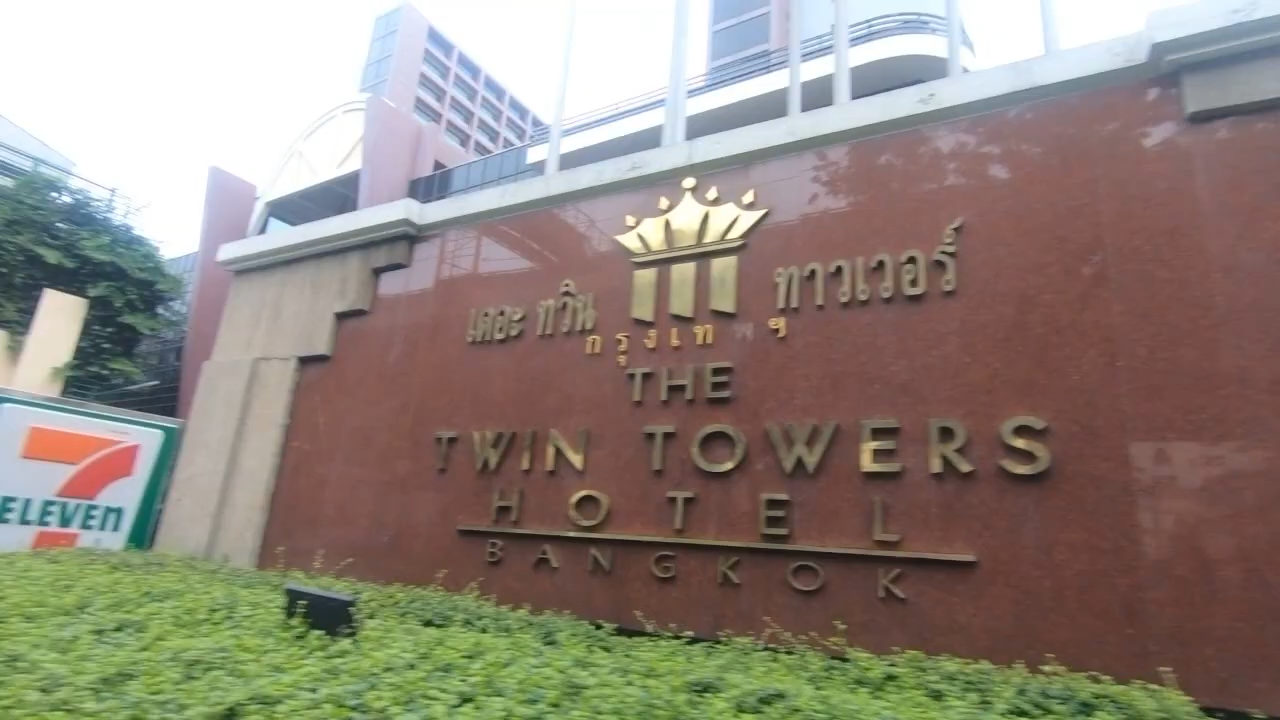 เดอะ ทวิน ทาวเวอร์
กรุงเทพฯ
THE
TWIN TOWERS
HOTEL
BANGKOK
7
ELEVEN